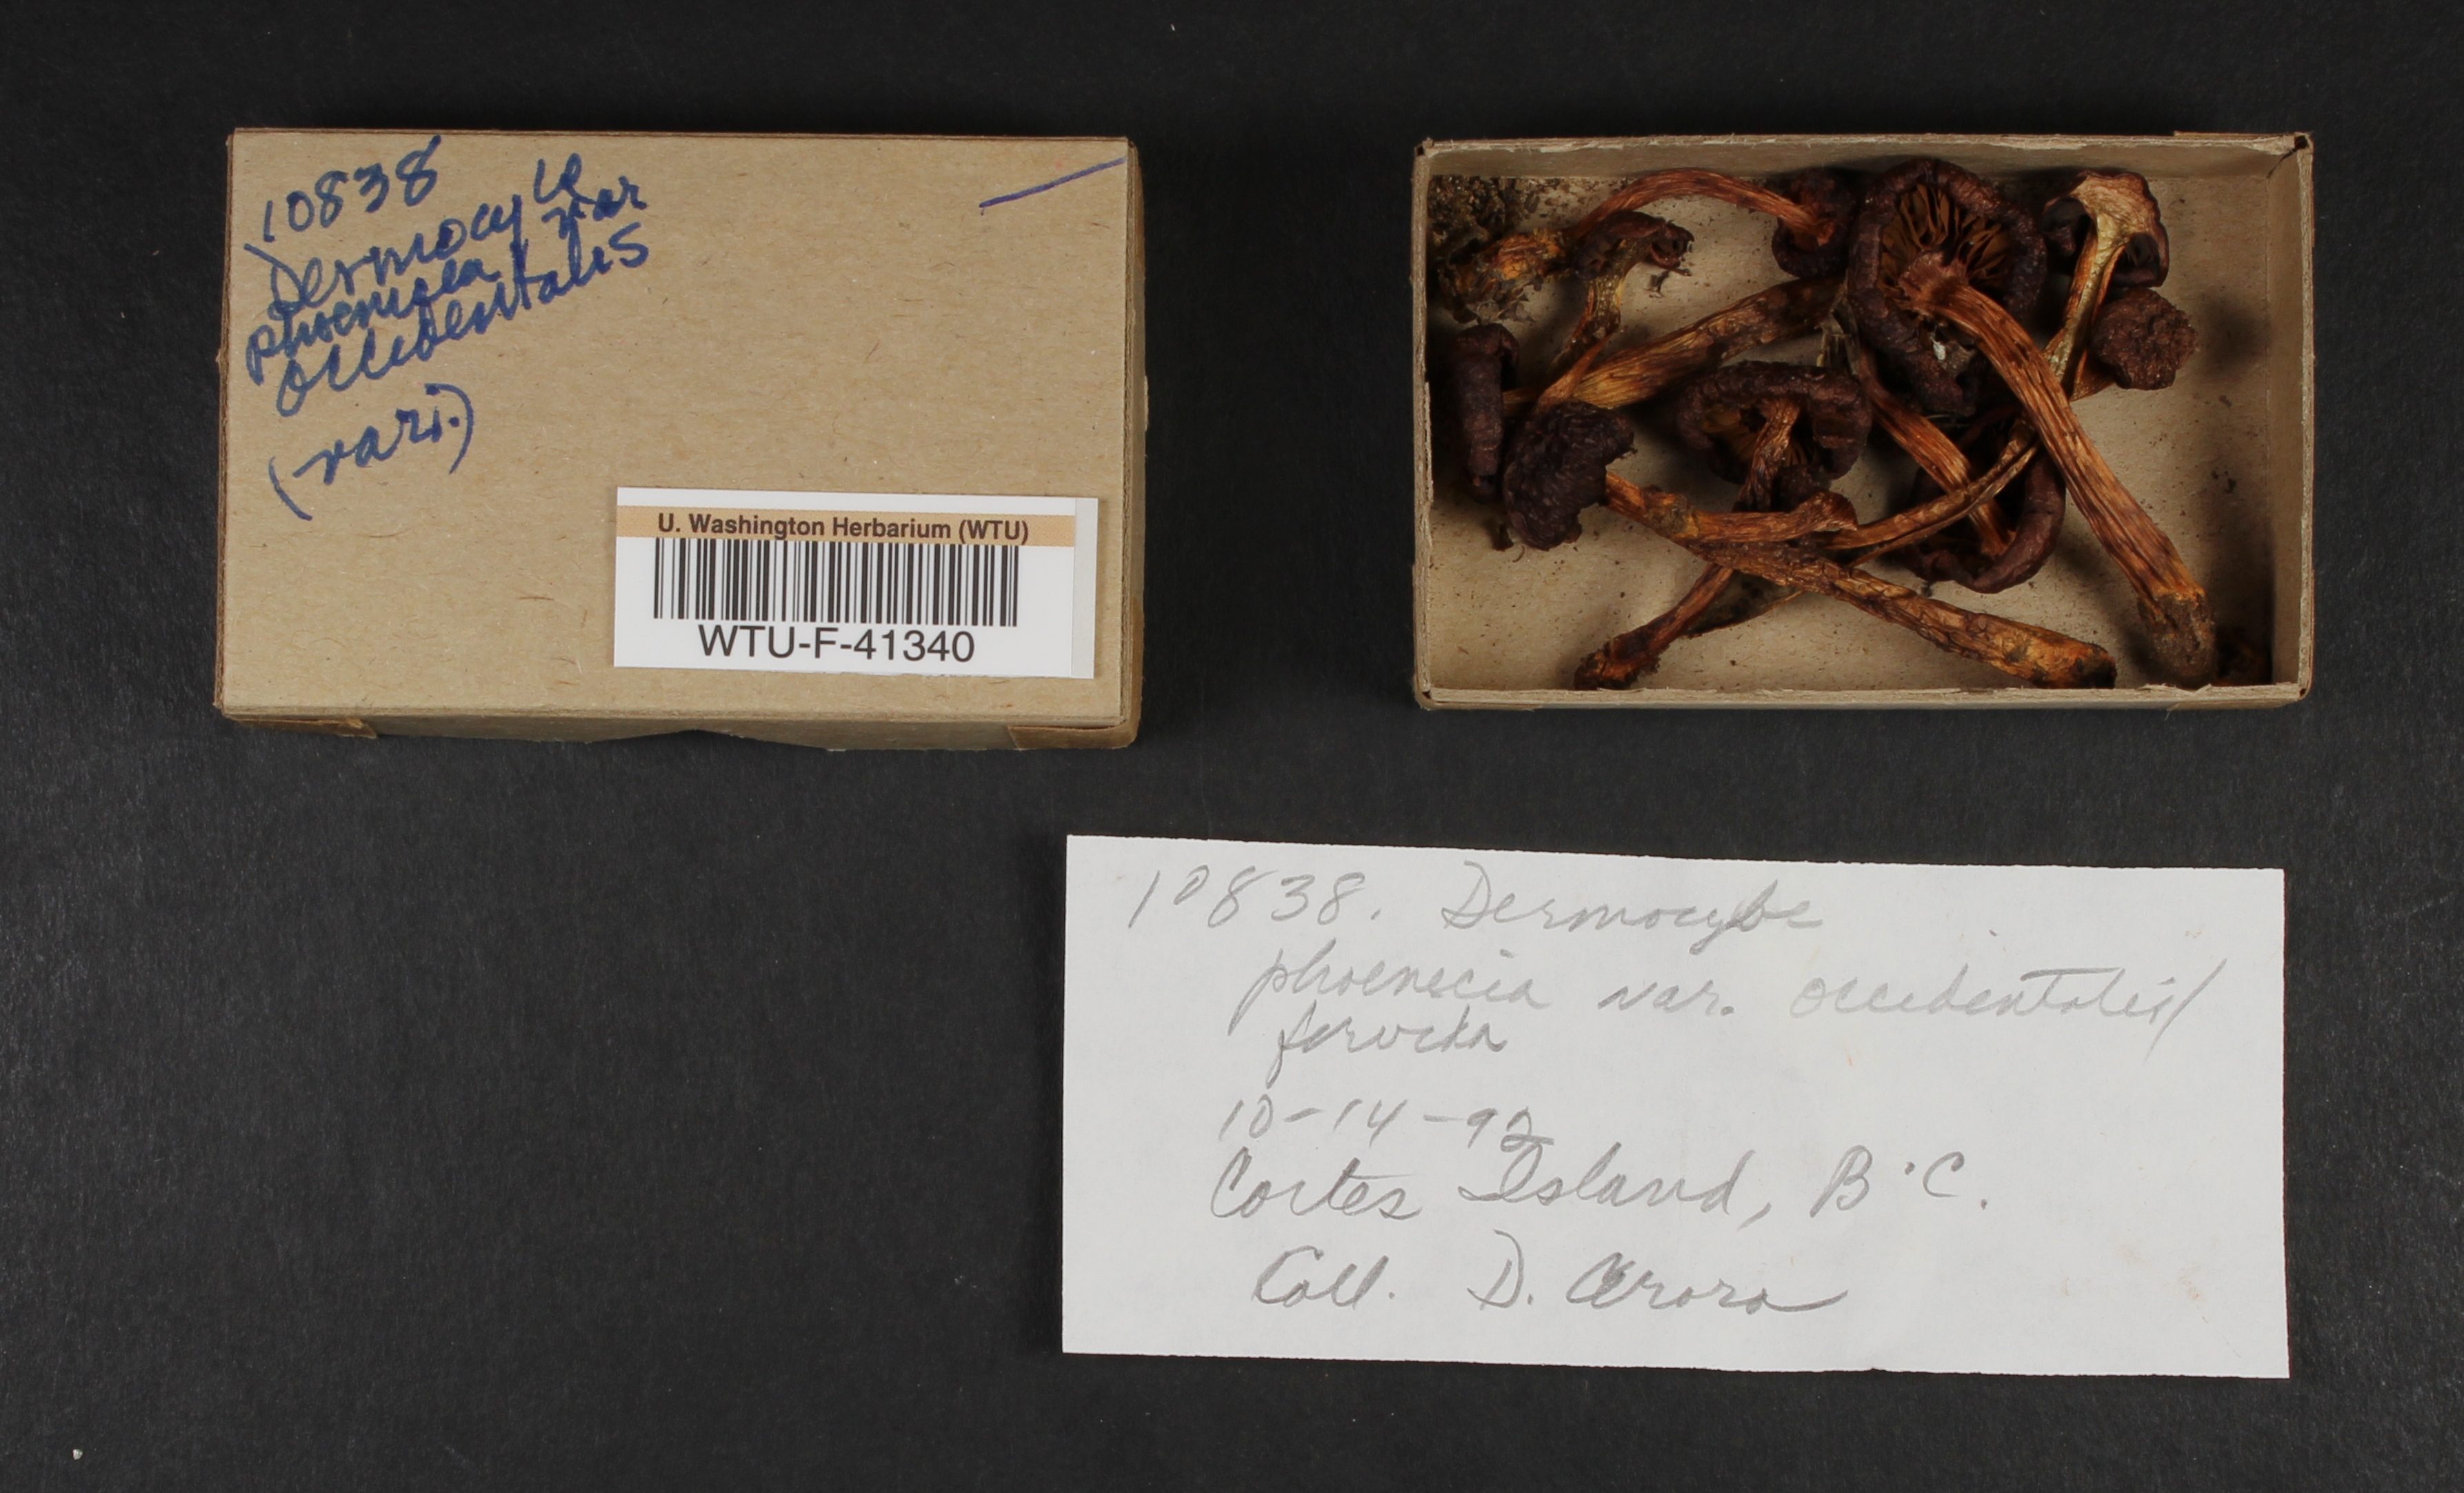 10838
Dermocybe
phoenicea var
occidentalis
(vari.)
U. Washington Herbarium (WTU)
WTU-F-41340
10838. Dermocybe
phoenecia var. occidentalis/
10-14-92
Cortes Island, B.C.
Coll. D. Arora